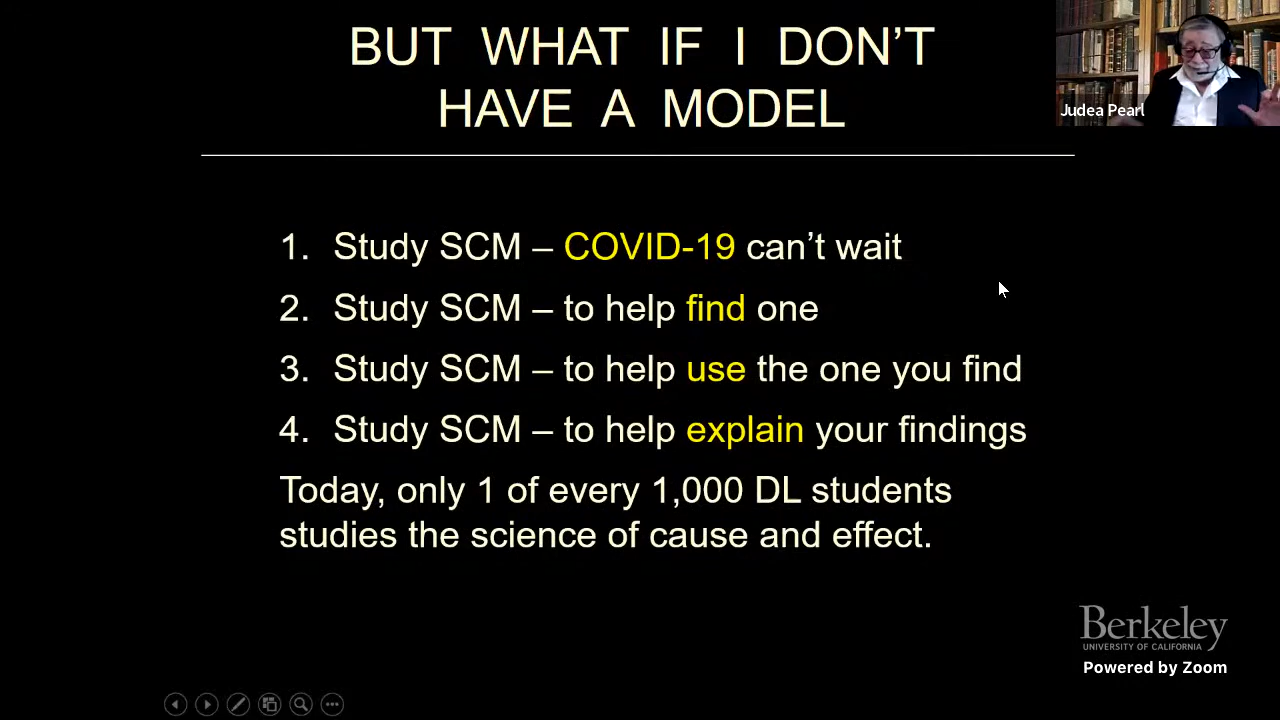 BUT WHAT IF I DON'T
HAVE A MODEL
Judea Pearl
1. Study SCM – COVID-19 can't wait
2. Study SCM – to help find one
3. Study SCM – to help use the one you find
4. Study SCM – to help explain your findings
Today, only 1 of every 1,000 DL students
studies the science of cause and effect.
Berkeley
UNIVERSITY OF CALIFORNIA
Powered by Zoom